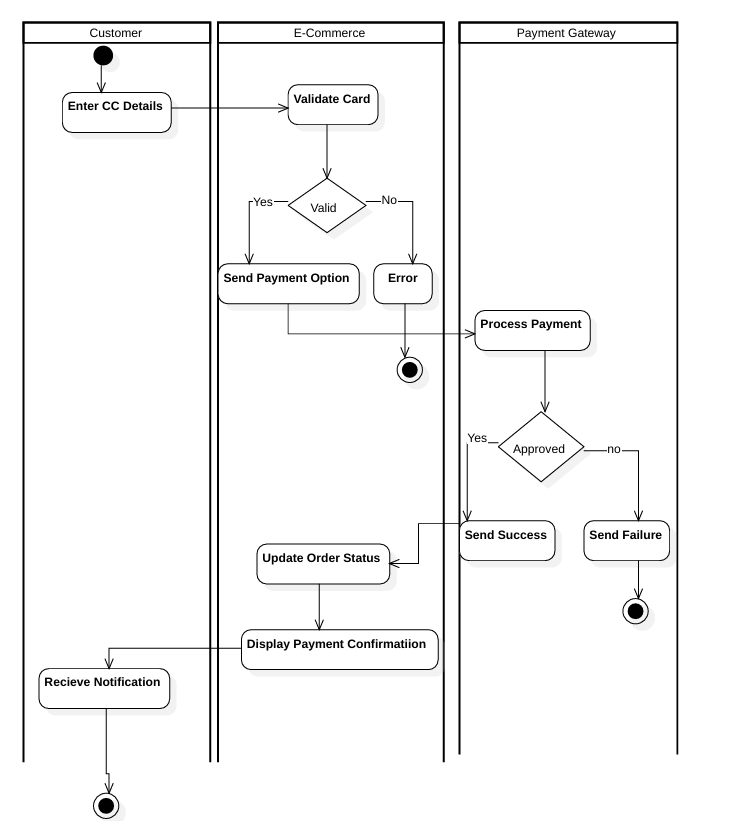 Customer
E-Commerce
Payment Gateway
Enter CC Details
Validate Card
Valid
Yes
No
Send Payment Option
Error
Process Payment
Approved
Yes
no
Send Success
Send Failure
Update Order Status
Display Payment Confirmatiion
Recieve Notification